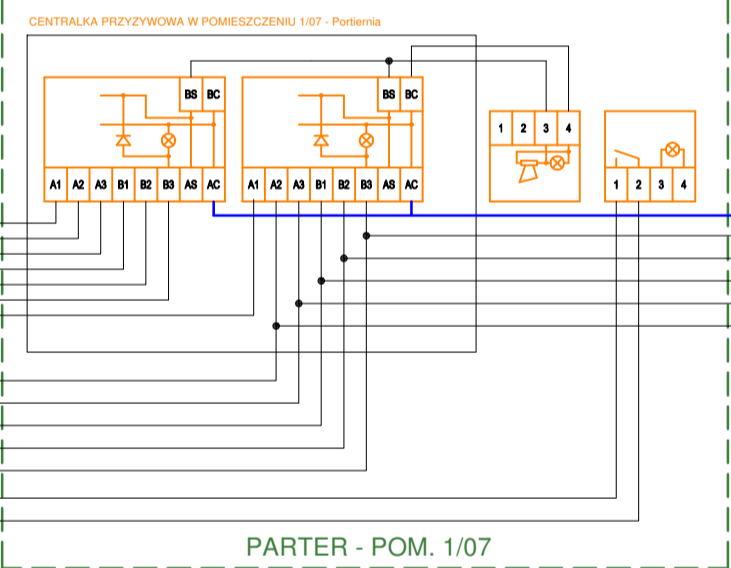 CENTRALKA PRZYZYWOWA W POMIESZCZENIU 1/07 - Portiernia
BS BC
BS BC
1 2 3 4
A1 A2 A3 B1 B2 B3 AS AC
A1 A2 A3 B1 B2 B3 AS AC
1 2 3 4
PARTER - POM. 1/07